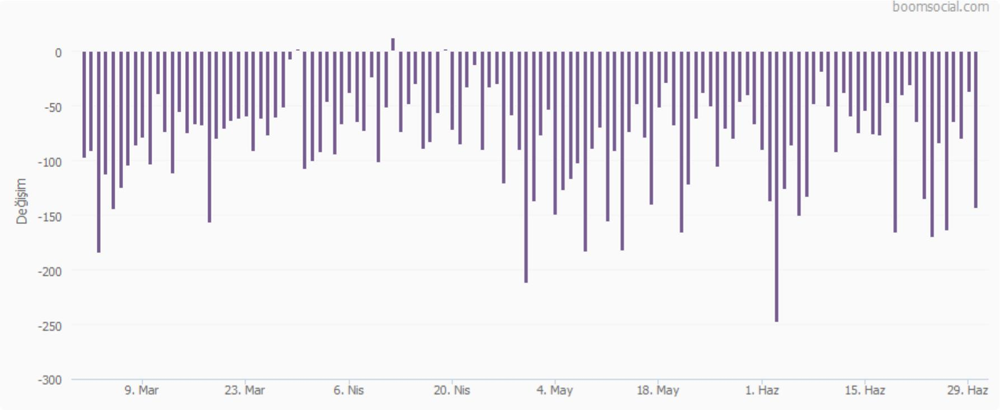 boomsocial.com
0
-50
-100
-150
-200
-250
-300
Değişim
9. Mar
23. Mar
6. Nis
20. Nis
4. May
18. May
1. Haz
15. Haz
29. Haz